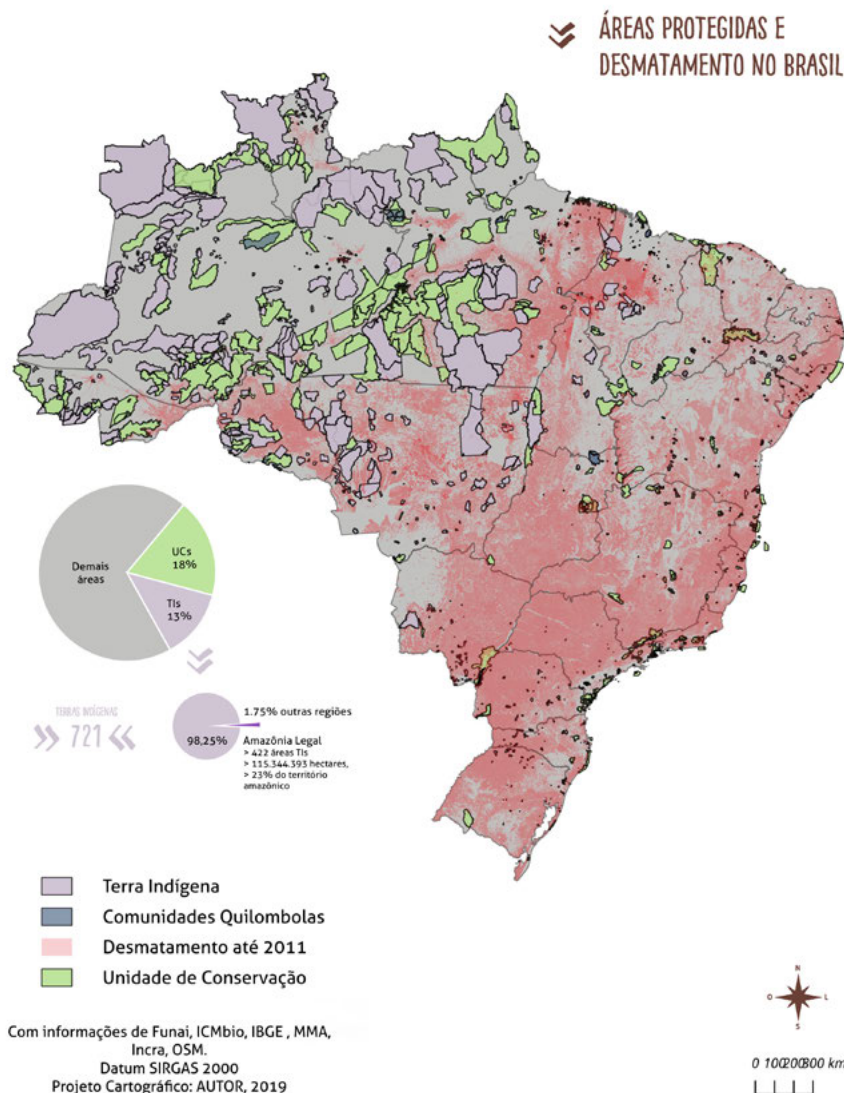 ÁREAS PROTEGIDAS E
DESMATAMENTO NO BRASIL
Demais
áreas
UCs
18%
TIs
13%
TERRAS INDÍGENAS
721
1.75% outras regiões
98,25%
Amazônia Legal
> 422 áreas TIs
> 115.344.393 hectares,
> 23% do território
amazônico
Terra Indígena
Comunidades Quilombolas
Desmatamento até 2011
Unidade de Conservação
Com informações de Funai, ICMbio, IBGE , MMA,
Incra, OSM.
Datum SIRGAS 2000
Projeto Cartográfico: AUTOR, 2019
N
O L
S
0 100200300 km